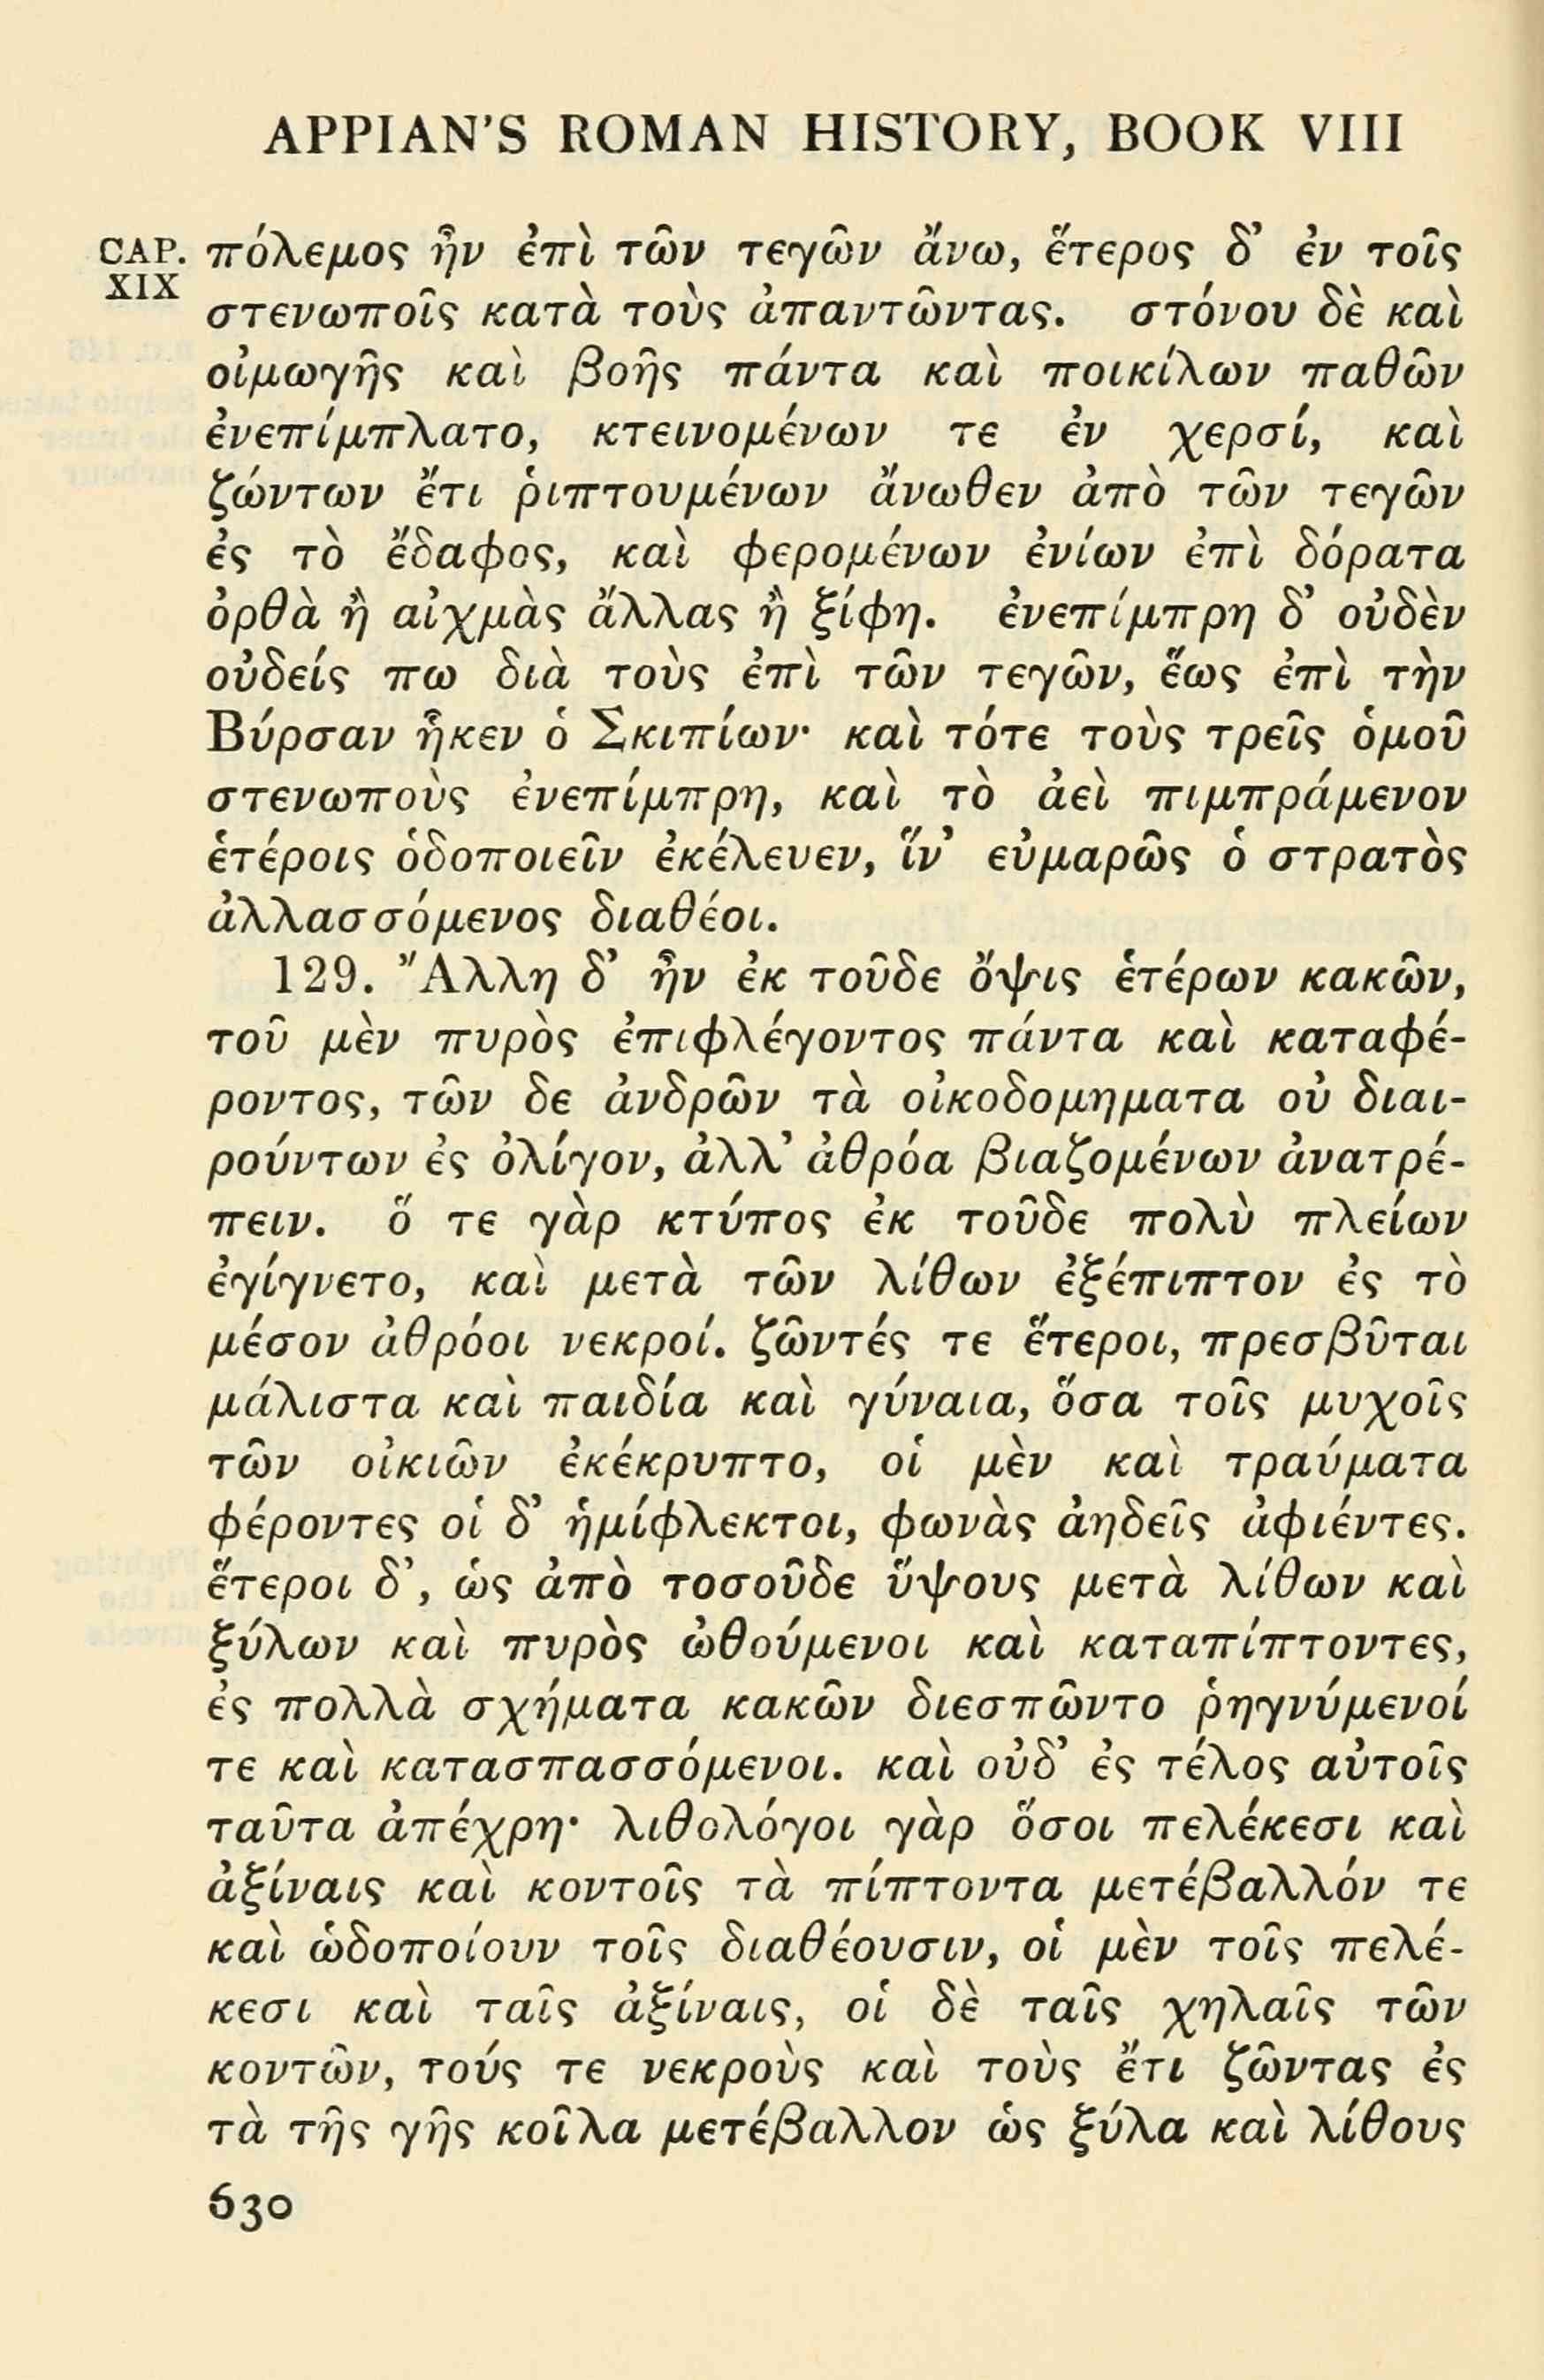 APPIAN'S ROMAN HISTORY, BOOK VIII
CAP. XIX
πόλεμος ἦν ἐπὶ τῶν τεγῶν ἄνω, ἕτερος δ' ἐν τοῖς
στενωποῖς κατὰ τοὺς ἀπαντῶντας. στόνου δὲ καὶ
οἰμωγῆς καὶ βοῆς πάντα καὶ ποικίλων παθῶν
ἐνεπίμπλατο, κτεινομένων τε ἐν χερσί, καὶ
ζώντων ἔτι ῥιπτουμένων ἄνωθεν ἀπὸ τῶν τεγῶν
ἐς τὸ ἔδαφος, καὶ φερομένων ἐνίων ἐπὶ δόρατα
ὀρθὰ ἢ αἰχμὰς ἄλλας ἢ ξίφη. ἐνεπίμπρη δ' οὐδὲν
οὐδείς πω διὰ τοὺς ἐπὶ τῶν τεγῶν, ἕως ἐπὶ τὴν
Βύρσαν ἧκεν ὁ Σκιπίων· καὶ τότε τοὺς τρεῖς ὁμοῦ
στενωποὺς ἐνεπίμπρη, καὶ τὸ ἀεὶ πιμπράμενον
ἑτέροις ὁδοποιεῖν ἐκέλευεν, ἵν' εὐμαρῶς ὁ στρατὸς
ἀλλασσόμενος διαθέοι.
129. Ἄλλη δ' ἦν ἐκ τοῦδε ὄψις ἑτέρων κακῶν,
τοῦ μὲν πυρὸς ἐπιφλέγοντος πάντα καὶ καταφέ-
ροντος, τῶν δε ἀνδρῶν τὰ οἰκοδομηματα οὐ διαι-
ρούντων ἐς ὀλίγον, ἀλλ' ἀθρόα βιαζομένων ἀνατρέ-
πειν. ὅ τε γὰρ κτύπος ἐκ τοῦδε πολὺ πλείων
ἐγίγνετο, καὶ μετὰ τῶν λίθων ἐξέπιπτον ἐς τὸ
μέσον ἀθρόοι νεκροί. ζῶντές τε ἕτεροι, πρεσβῦται
μάλιστα καὶ παιδία καὶ γύναια, ὅσα τοῖς μυχοῖς
τῶν οἰκιῶν ἐκέκρυπτο, οἱ μὲν καὶ τραύματα
φέροντες οἱ δ' ἡμίφλεκτοι, φωνὰς ἀηδεῖς ἀφιέντες.
ἕτεροι δ', ὡς ἀπὸ τοσοῦδε ὕψους μετὰ λίθων καὶ
ξύλων καὶ πυρὸς ὠθούμενοι καὶ καταπίπτοντες,
ἐς πολλὰ σχήματα κακῶν διεσπῶντο ῥηγνύμενοί
τε καὶ κατασπασσόμενοι. καὶ οὐδ' ἐς τέλος αὐτοῖς
ταῦτα ἀπέχρη· λιθολόγοι γὰρ ὅσοι πελέκεσι καὶ
ἀξίναις καὶ κοντοῖς τὰ πίπτοντα μετέβαλλόν τε
καὶ ὡδοποίουν τοῖς διαθέουσιν, οἱ μὲν τοῖς πελέ-
κεσι καὶ ταῖς ἀξίναις, οἱ δὲ ταῖς χηλαῖς τῶν
κοντῶν, τούς τε νεκροὺς καὶ τοὺς ἔτι ζῶντας ἐς
τὰ τῆς γῆς κοῖλα μετέβαλλον ὡς ξύλα καὶ λίθους
630